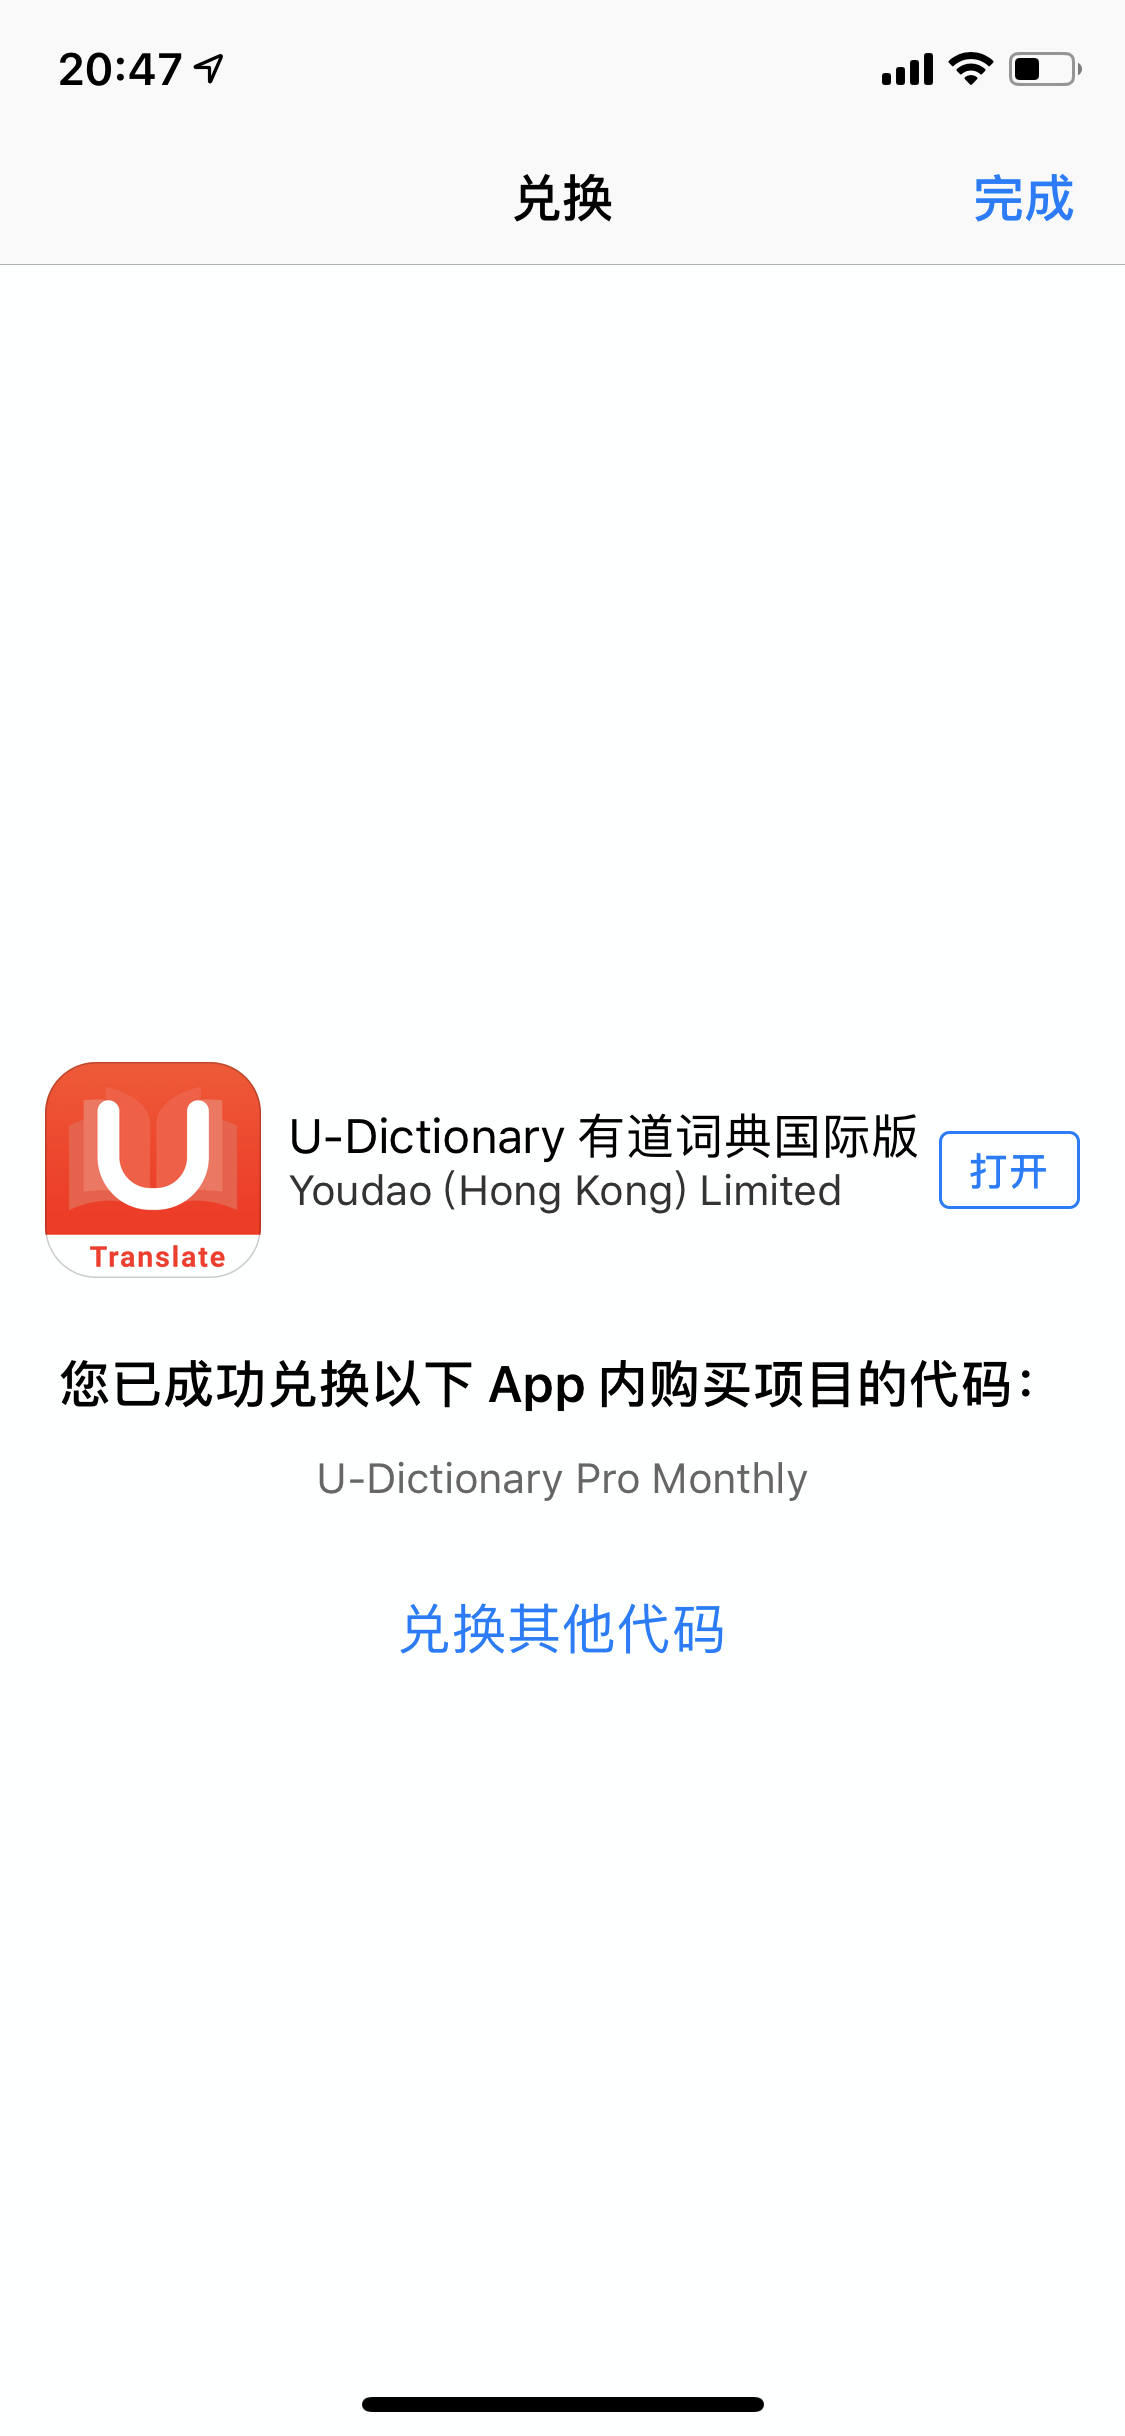 20:47
兑换
完成
U-Dictionary 有道词典国际版
Youdao (Hong Kong) Limited
打开
Translate
您已成功兑换以下 App 内购买项目的代码：
U-Dictionary Pro Monthly
兑换其他代码